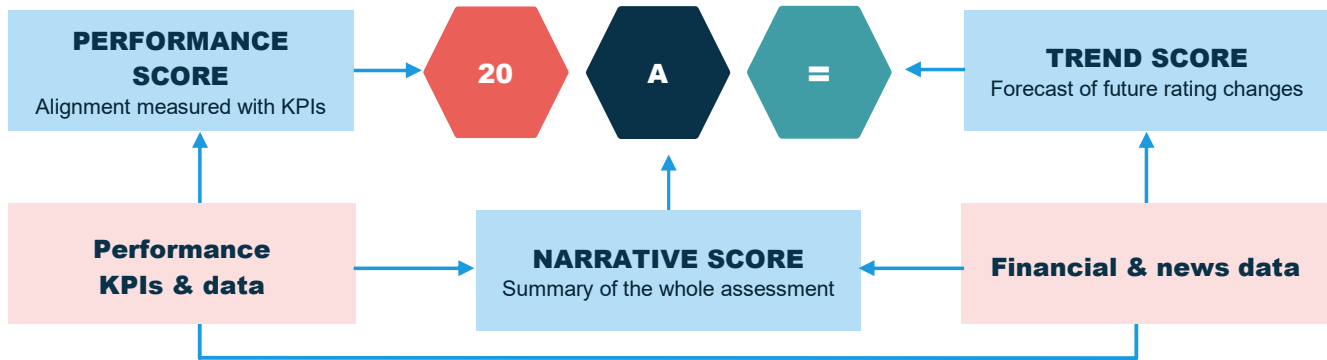 PERFORMANCE
SCORE
Alignment measured with KPIs
20
A
=
TREND SCORE
Forecast of future rating changes
Performance
KPIs & data
NARRATIVE SCORE
Summary of the whole assessment
Financial & news data